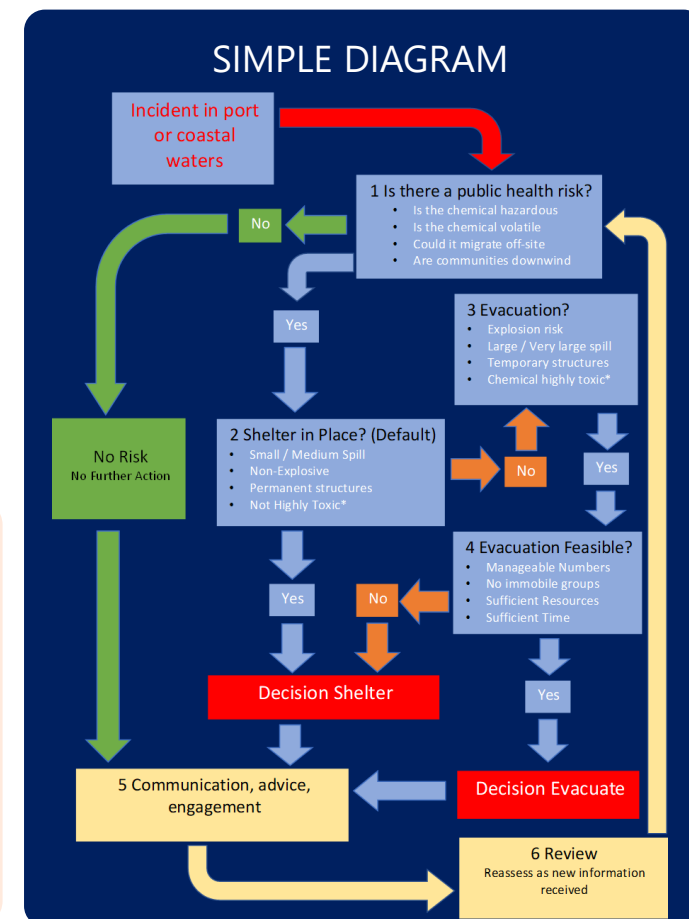 SIMPLE DIAGRAM
Incident in port
or coastal
waters
1 Is there a public health risk?
• Is the chemical hazardous
• Is the chemical volatile
• Could it migrate off-site
• Are communities downwind
No
Yes
3 Evacuation?
• Explosion risk
• Large / Very large spill
• Temporary structures
• Chemical highly toxic*
No Risk
No Further Action
2 Shelter in Place? (Default)
• Small / Medium Spill
• Non-Explosive
• Permanent structures
• Not Highly Toxic*
No
Yes
4 Evacuation Feasible?
• Manageable Numbers
• No immobile groups
• Sufficient Resources
• Sufficient Time
Yes
No
Decision Shelter
Yes
5 Communication, advice,
engagement
Decision Evacuate
6 Review
Reassess as new information
received